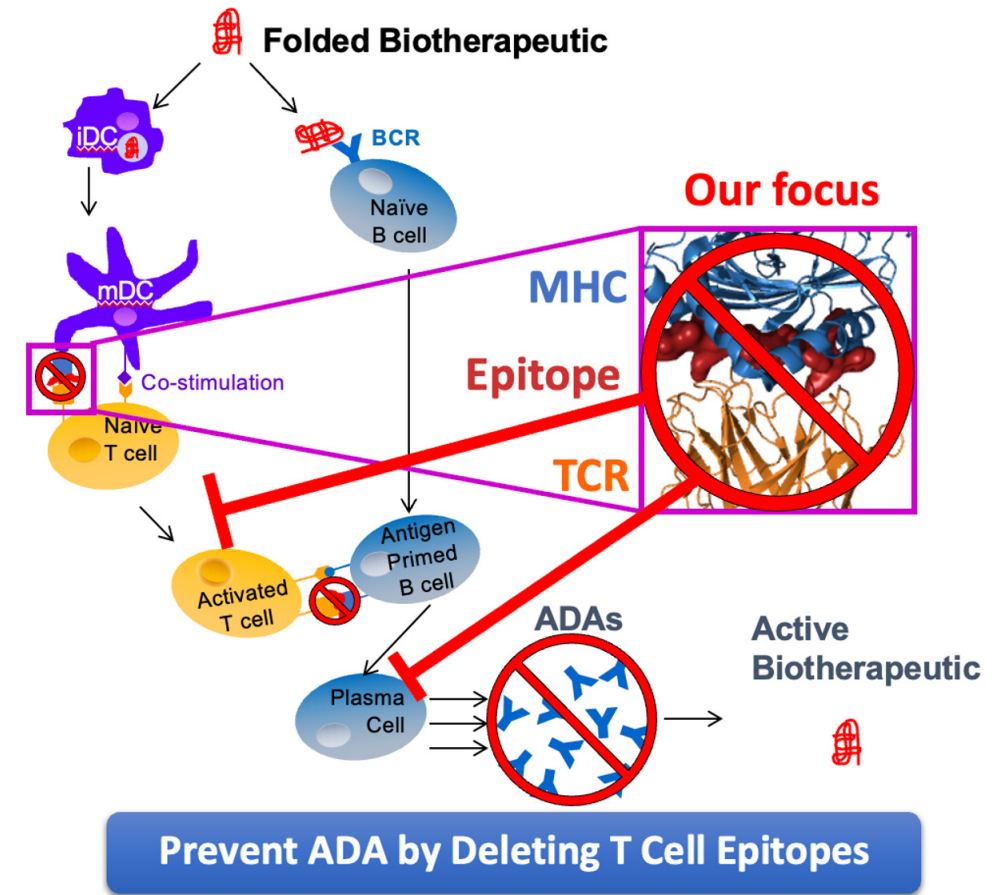 Folded Biotherapeutic
iDC
BCR
Naïve
B cell
Our focus
mDC
MHC
Epitope
TCR
Co-stimulation
Naïve
T cell
Antigen
Primed
B cell
Activated
T cell
ADAs
Plasma
Cell
Active
Biotherapeutic
Prevent ADA by Deleting T Cell Epitopes